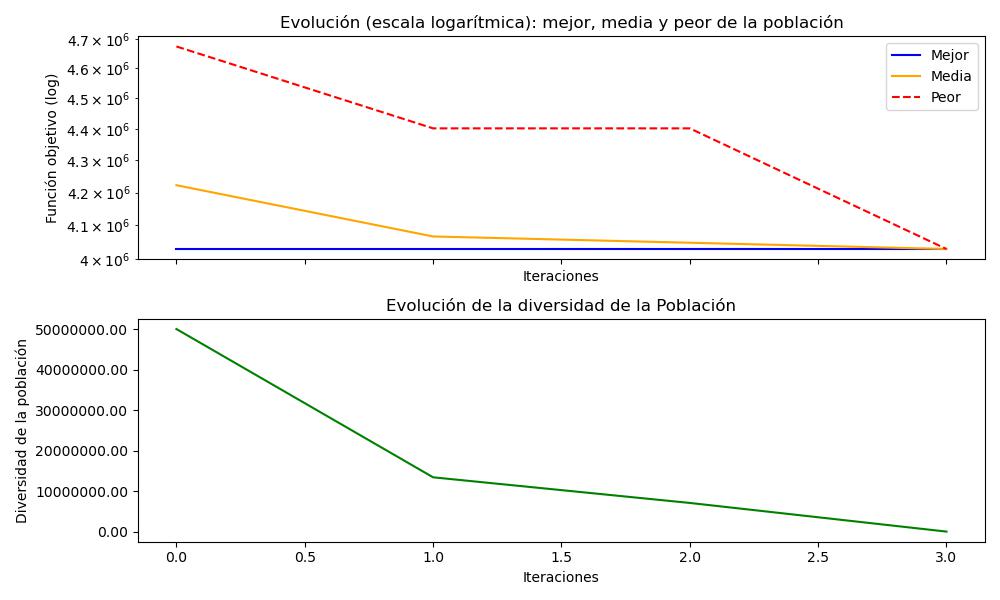 Evolución (escala logarítmica): mejor, media y peor de la población
4.7 × 10⁶
4.6 × 10⁶
4.5 × 10⁶
4.4 × 10⁶
4.3 × 10⁶
4.2 × 10⁶
4.1 × 10⁶
4 × 10⁶
Función objetivo (log)
Mejor
Media
Peor
Iteraciones
Evolución de la diversidad de la Población
50000000.00
40000000.00
30000000.00
20000000.00
10000000.00
0.00
Diversidad de la población
0.0 0.5 1.0 1.5 2.0 2.5 3.0
Iteraciones